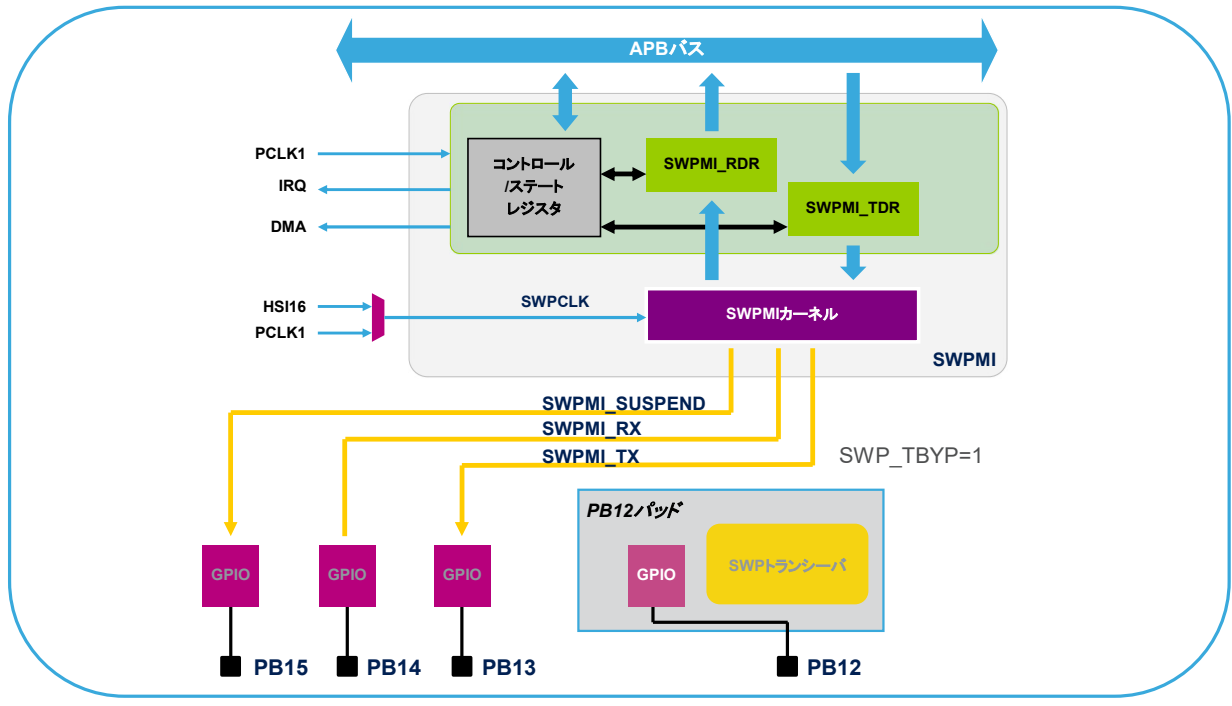 APBバス
PCLK1
IRQ
DMA
コントロール
/ステート
レジスタ
SWPMI_RDR
SWPMI_TDR
HSI16
PCLK1
SWPCLK
SWPMIカーネル
SWPMI
SWPMI_SUSPEND
SWPMI_RX
SWPMI_TX
SWP_TBYP=1
PB12パッド
GPIO
GPIO
GPIO
GPIO
SWPトランシーバ
PB15
PB14
PB13
PB12